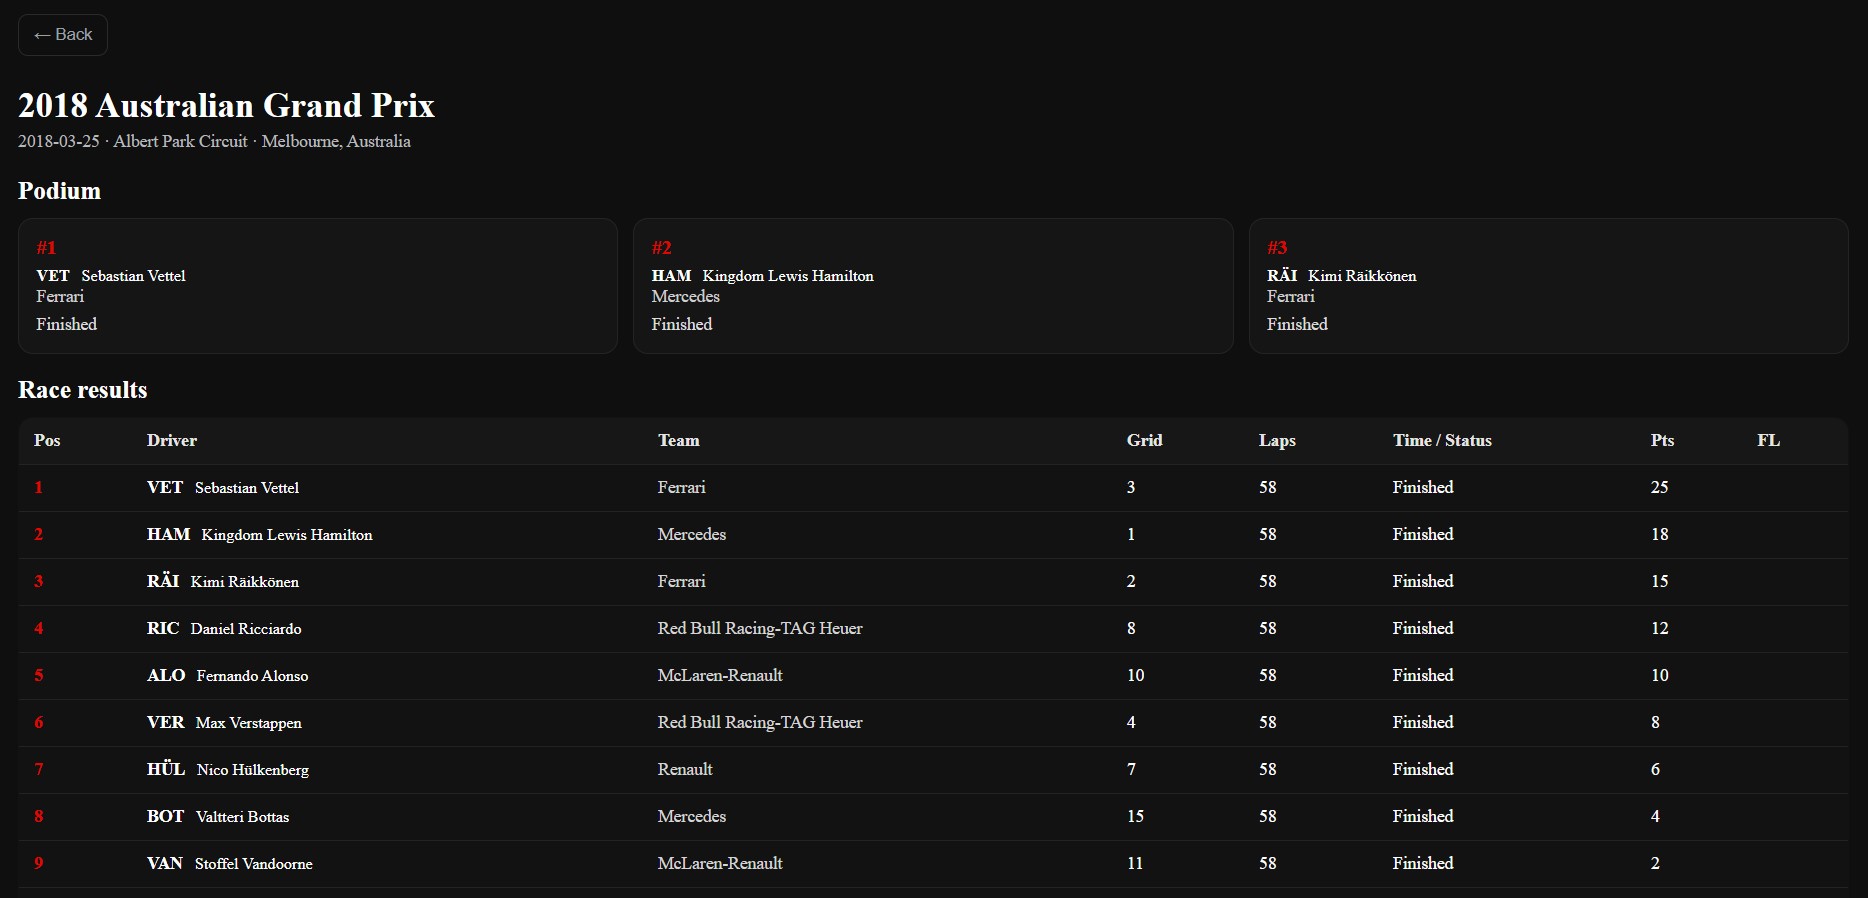 ← Back
2018 Australian Grand Prix
2018-03-25 · Albert Park Circuit · Melbourne, Australia
Podium
#1
VET Sebastian Vettel
Ferrari
Finished
#2
HAM Kingdom Lewis Hamilton
Mercedes
Finished
#3
RÄI Kimi Räikkönen
Ferrari
Finished
Race results
Pos Driver Team Grid Laps Time / Status Pts FL
1 VET Sebastian Vettel Ferrari 3 58 Finished 25
2 HAM Kingdom Lewis Hamilton Mercedes 1 58 Finished 18
3 RÄI Kimi Räikkönen Ferrari 2 58 Finished 15
4 RIC Daniel Ricciardo Red Bull Racing-TAG Heuer 8 58 Finished 12
5 ALO Fernando Alonso McLaren-Renault 10 58 Finished 10
6 VER Max Verstappen Red Bull Racing-TAG Heuer 4 58 Finished 8
7 HÜL Nico Hülkenberg Renault 7 58 Finished 6
8 BOT Valtteri Bottas Mercedes 15 58 Finished 4
9 VAN Stoffel Vandoorne McLaren-Renault 11 58 Finished 2